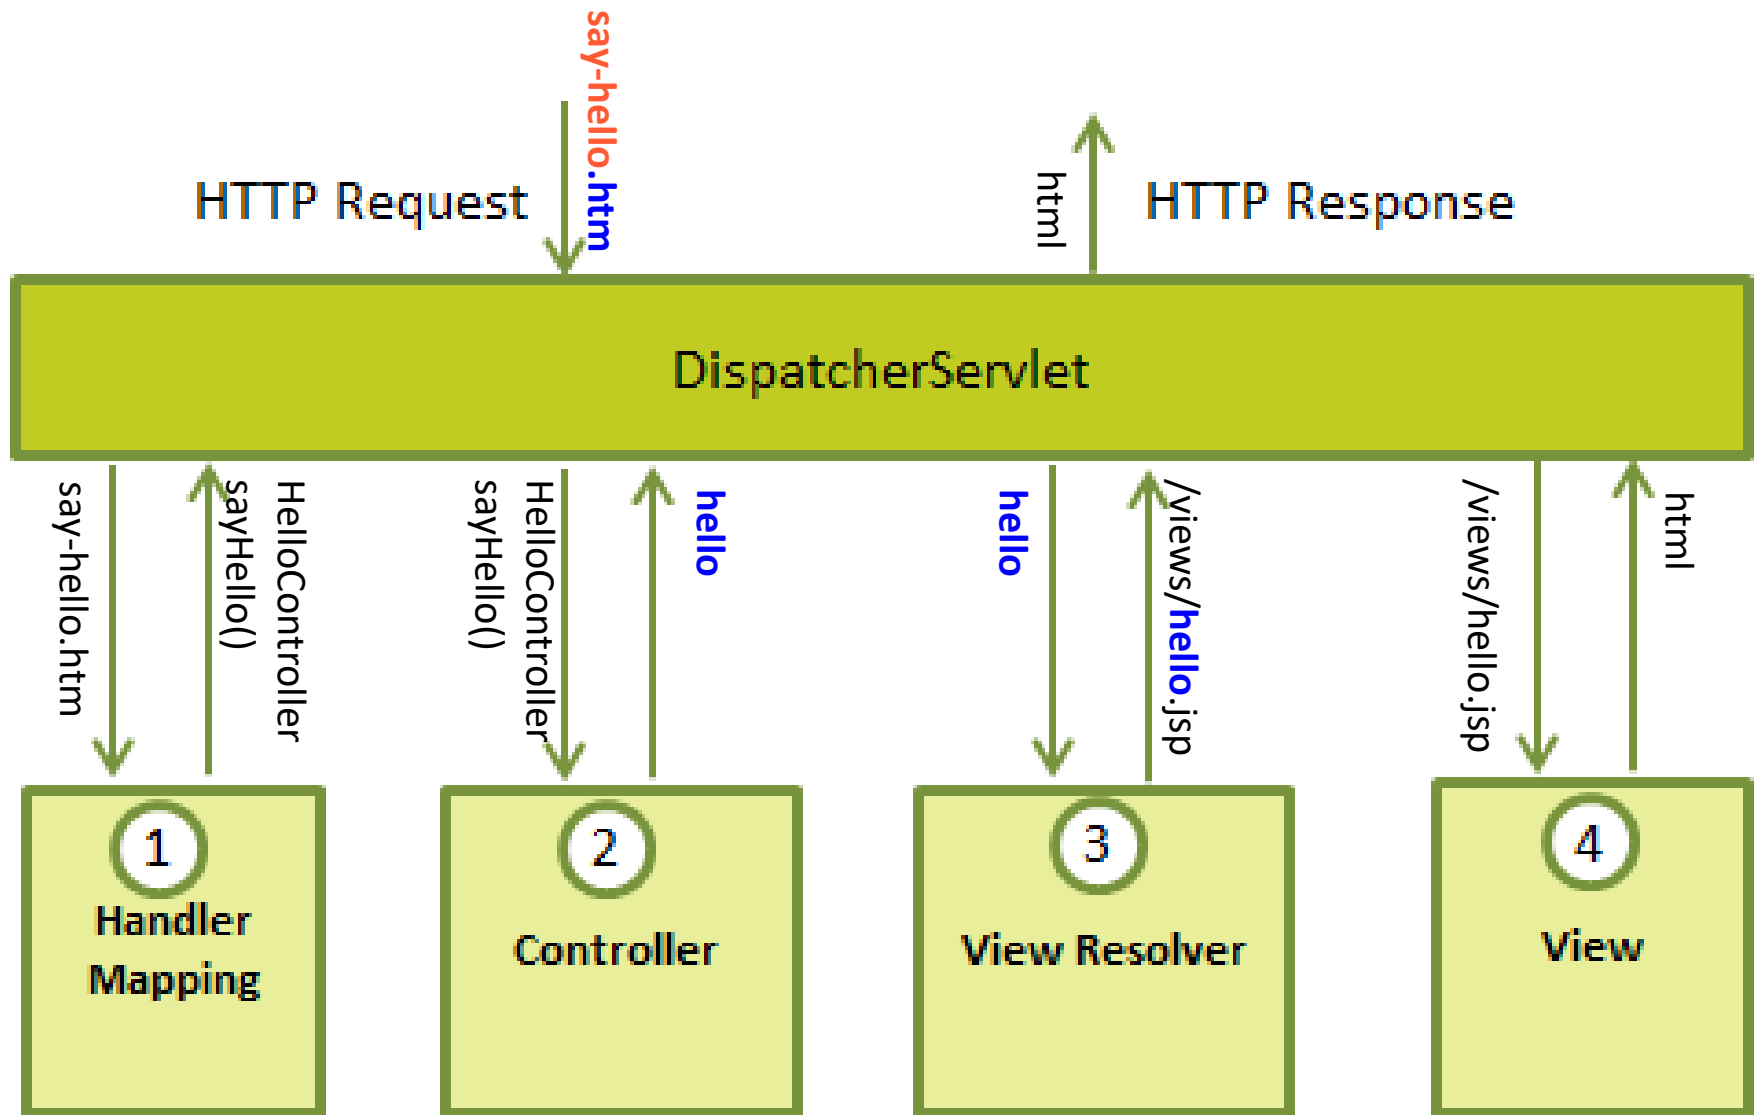 say-hello.htm
HTTP Request
html
HTTP Response
DispatcherServlet
say-hello.htm
HelloController
sayHello()
HelloController
sayHello()
hello
hello
/views/hello.jsp
/views/hello.jsp
html
1
Handler
Mapping
2
Controller
3
View Resolver
4
View